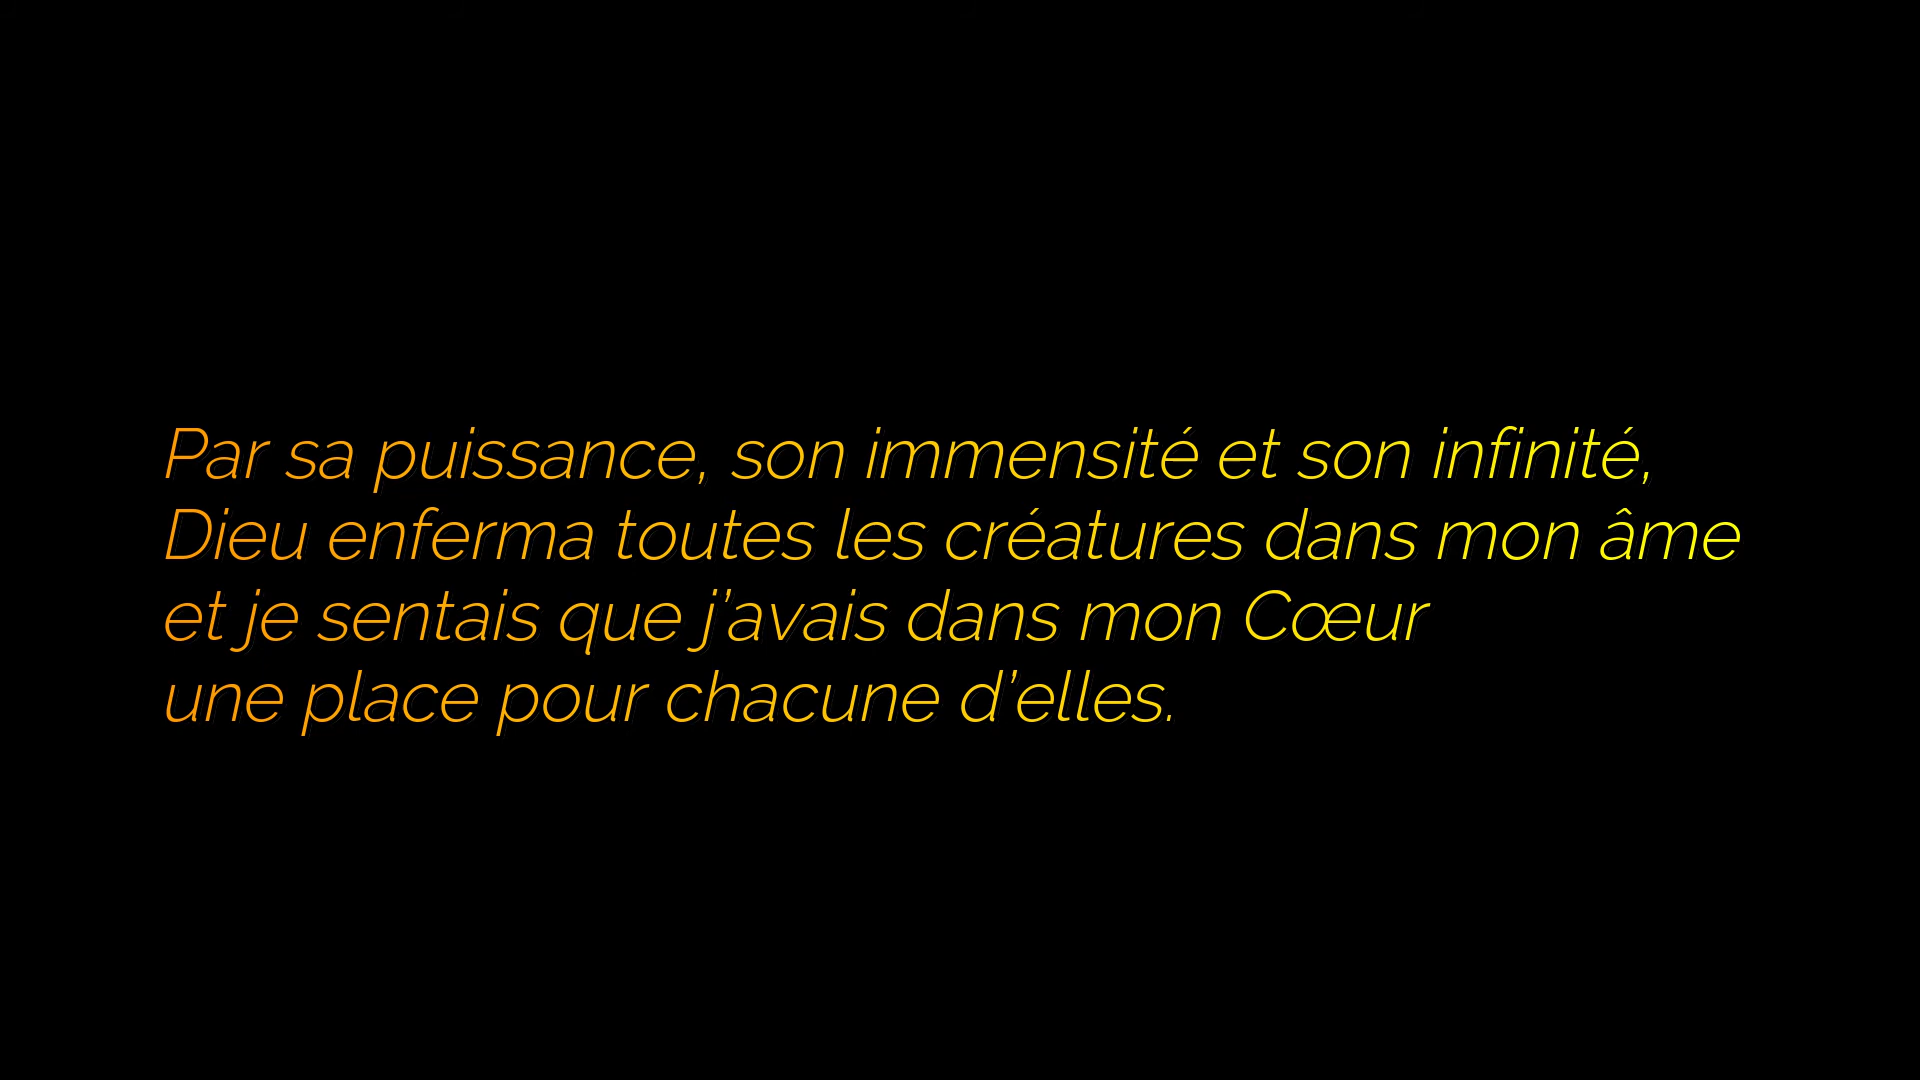 Par sa puissance, son immensité et son infinité,
Dieu enferma toutes les créatures dans mon âme
et je sentais que j’avais dans mon Cœur
une place pour chacune d’elles.